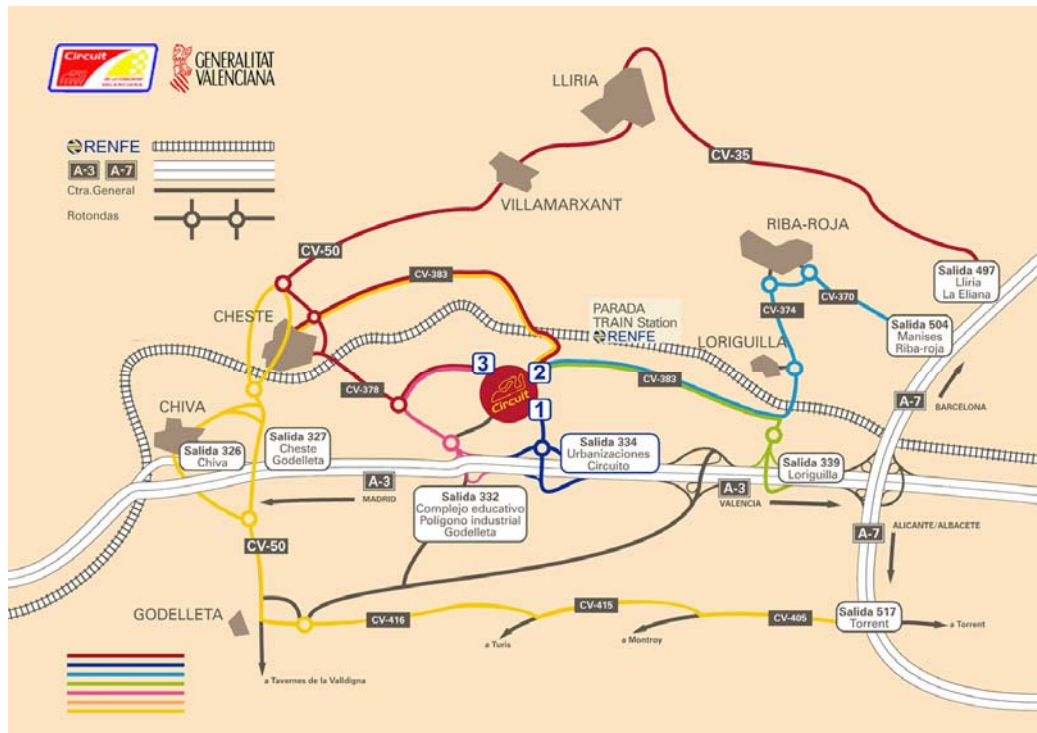 Circuit
DE LA COMUNITAT
VALENCIANA
GENERALITAT
VALENCIANA
RENFE
A-3 A-7
Ctra.General
Rotondas
LLIRIA
CV-35
VILLAMARXANT
RIBA-ROJA
CV-50
CV-383
Salida 497
Lliria
La Eliana
CV-370
CV-374
PARADA
TRAIN Station
RENFE
CHESTE
Salida 504
Manises
Riba-roja
LORIGUILLA
3
2
CV-383
CV-378
Circuit
1
A-7
BARCELONA
CHIVA
Salida 326
Chiva
Salida 327
Cheste
Godelleta
Salida 334
Urbanizaciones
Circuito
Salida 339
Loriguilla
A-3
MADRID
Salida 332
Complejo educativo
Polígono industrial
Godelleta
A-3
VALENCIA
A-7
ALICANTE/ALBACETE
CV-50
GODELLETA
CV-416
CV-415
CV-405
Salida 517
Torrent
a Torrent
a Turis
a Montroy
a Tavernes de la Valldigna